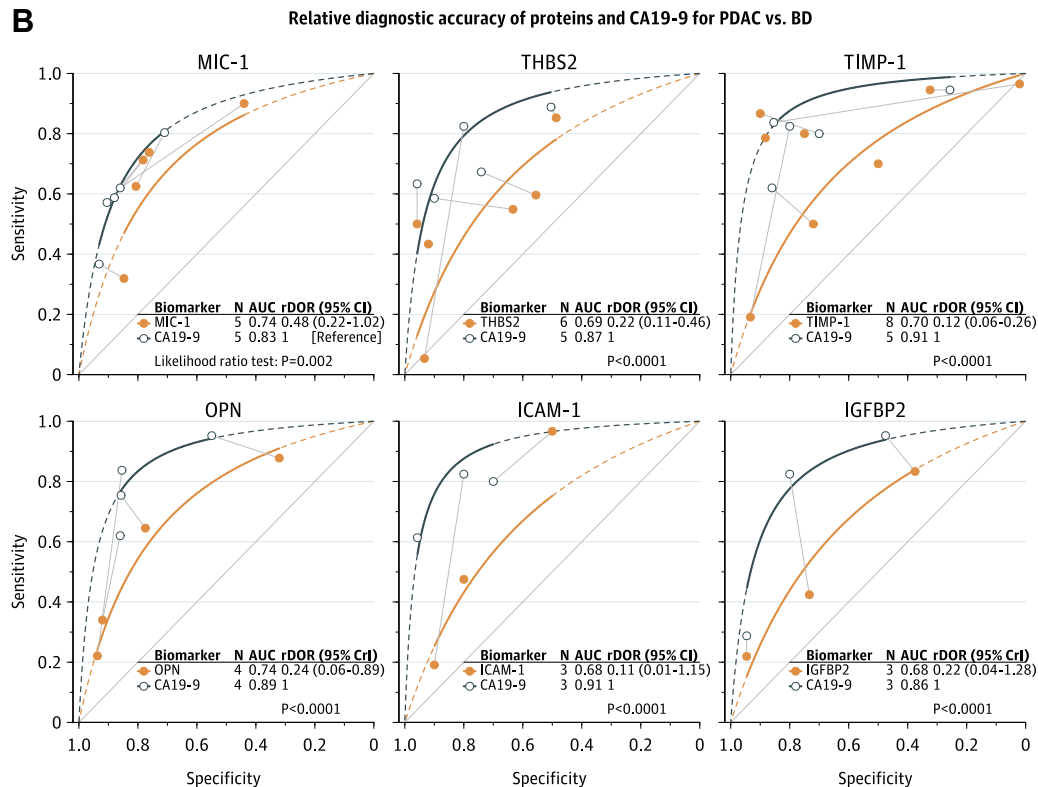 B
Relative diagnostic accuracy of proteins and CA19-9 for PDAC vs. BD
MIC-1
THBS2
TIMP-1
Sensitivity
1.0
0.8
0.6
0.4
0.2
0
Biomarker N AUC rDOR (95% CI)
MIC-1 5 0.74 0.48 (0.22-1.02)
CA19-9 5 0.83 1 [Reference]
Likelihood ratio test: P=0.002
Biomarker N AUC rDOR (95% CI)
THBS2 6 0.69 0.22 (0.11-0.46)
CA19-9 5 0.87 1
P<0.0001
Biomarker N AUC rDOR (95% CI)
TIMP-1 8 0.70 0.12 (0.06-0.26)
CA19-9 5 0.91 1
P<0.0001
OPN
ICAM-1
IGFBP2
Sensitivity
1.0
0.8
0.6
0.4
0.2
0
Biomarker N AUC rDOR (95% CrI)
OPN 4 0.74 0.24 (0.06-0.89)
CA19-9 4 0.89 1
P<0.0001
Biomarker N AUC rDOR (95% CrI)
ICAM-1 3 0.68 0.11 (0.01-1.15)
CA19-9 3 0.91 1
P<0.0001
Biomarker N AUC rDOR (95% CrI)
IGFBP2 3 0.68 0.22 (0.04-1.28)
CA19-9 3 0.86 1
P<0.0001
1.0 0.8 0.6 0.4 0.2 0
1.0 0.8 0.6 0.4 0.2 0
1.0 0.8 0.6 0.4 0.2 0
Specificity
Specificity
Specificity